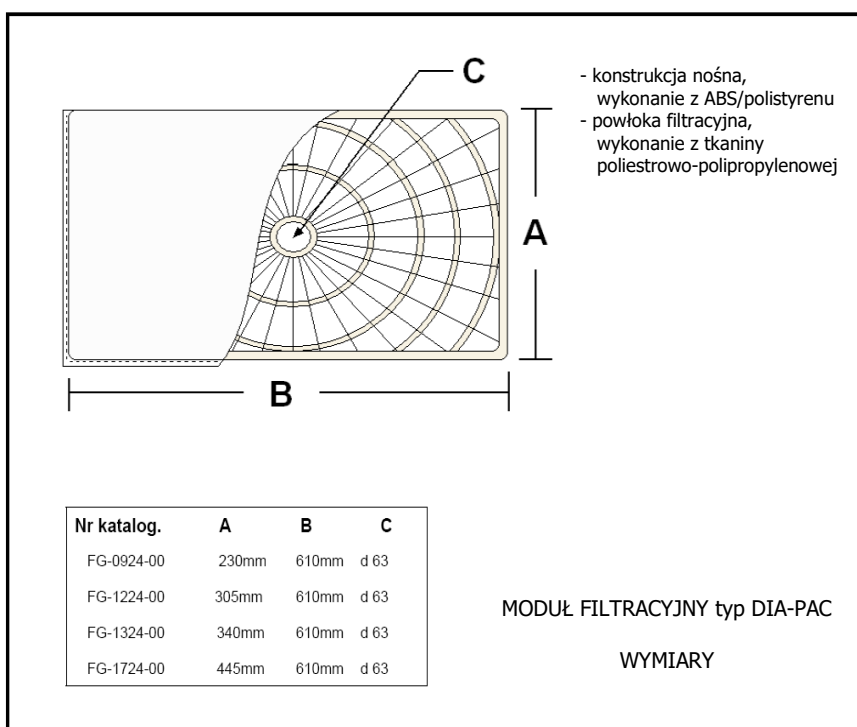 C
- konstrukcja nośna,
wykonanie z ABS/polistyrenu
- powłoka filtracyjna,
wykonanie z tkaniny
poliestrowo-polipropylenowej
A
B
Nr katalog. A B C
FG-0924-00 230mm 610mm d 63
FG-1224-00 305mm 610mm d 63
FG-1324-00 340mm 610mm d 63
FG-1724-00 445mm 610mm d 63
MODUŁ FILTRACYJNY typ DIA-PAC
WYMIARY